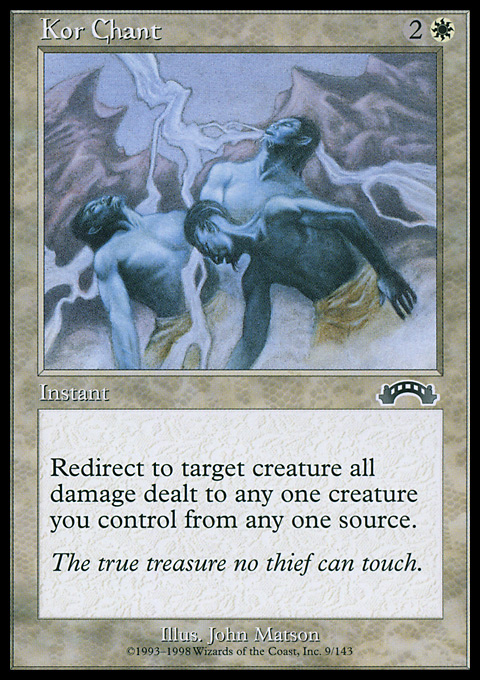 Kor Chant 2
Instant
Redirect to target creature all
damage dealt to any one creature
you control from any one source.
The true treasure no thief can touch.
Illus. John Matson
©1993–1998 Wizards of the Coast, Inc. 9/143